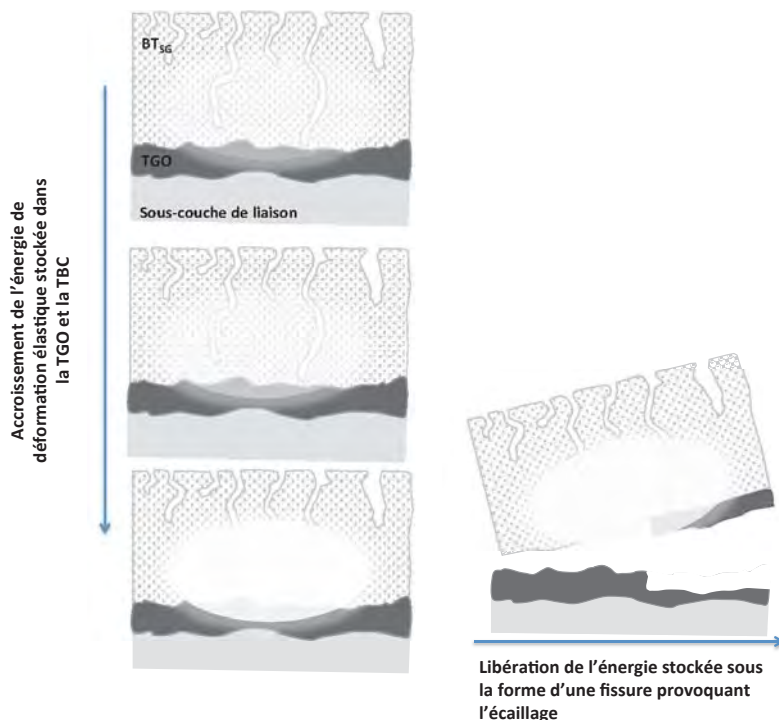 BT_SG
TGO
Sous-couche de liaison
Accroissement de l’énergie de
déformation élastique stockée dans
la TGO et la TBC
Libération de l’énergie stockée sous
la forme d’une fissure provoquant
l’écaillage